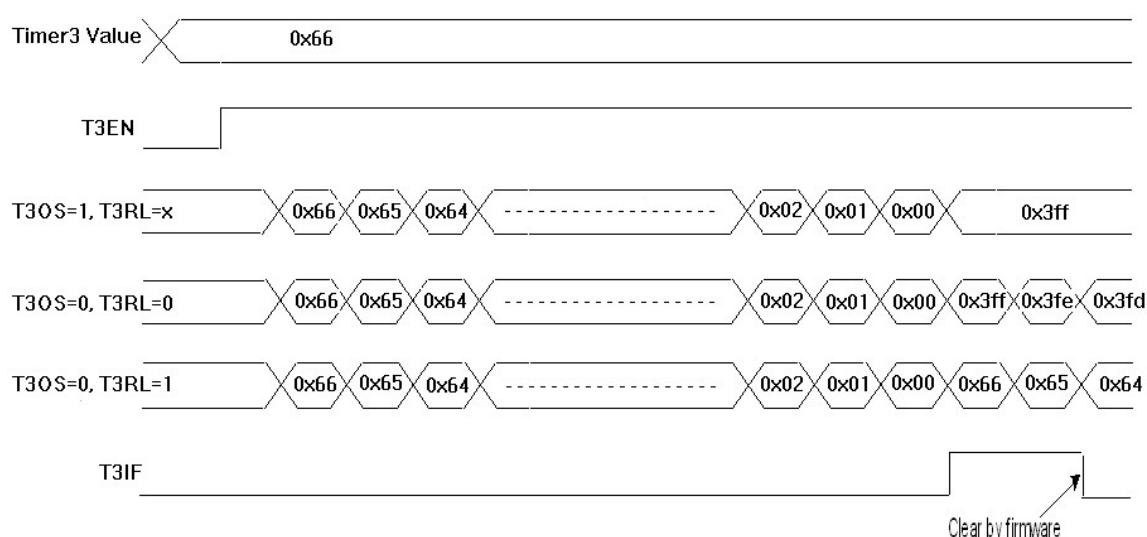 Timer3 Value 0x66
T3EN
T3OS=1, T3RL=x 0x66 0x65 0x64 0x02 0x01 0x00 0x3ff
T3OS=0, T3RL=0 0x66 0x65 0x64 0x02 0x01 0x00 0x3ff 0x3fe 0x3fd
T3OS=0, T3RL=1 0x66 0x65 0x64 0x02 0x01 0x00 0x66 0x65 0x64
T3IF
Clear by firmware